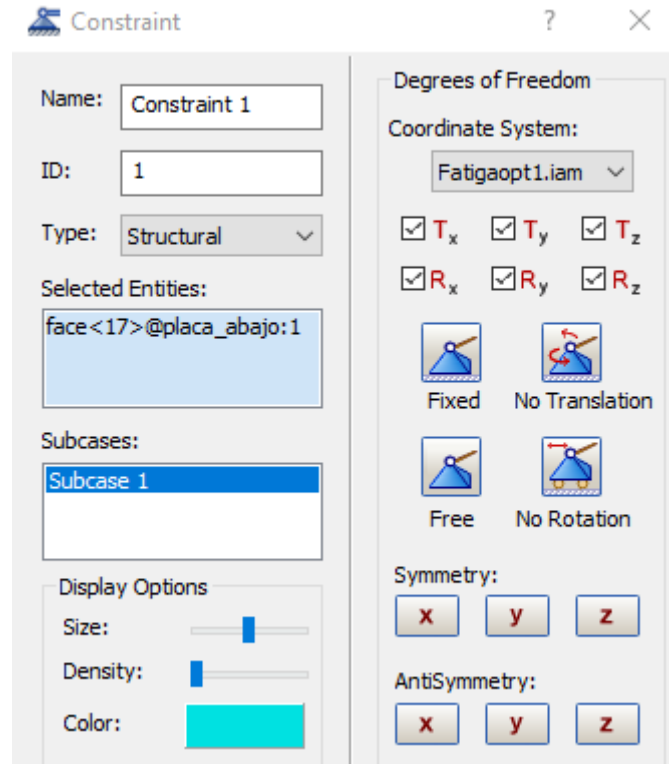 Constraint ? ×
Name: Constraint 1
ID: 1
Type: Structural
Selected Entities:
face<17>@placa_abajo:1
Subcases:
Subcase 1
Display Options
Size:
Density:
Color:
Degrees of Freedom
Coordinate System:
Fatigaopt1.iam
Tx Ty Tz
Rx Ry Rz
Fixed No Translation
Free No Rotation
Symmetry:
x y z
AntiSymmetry:
x y z